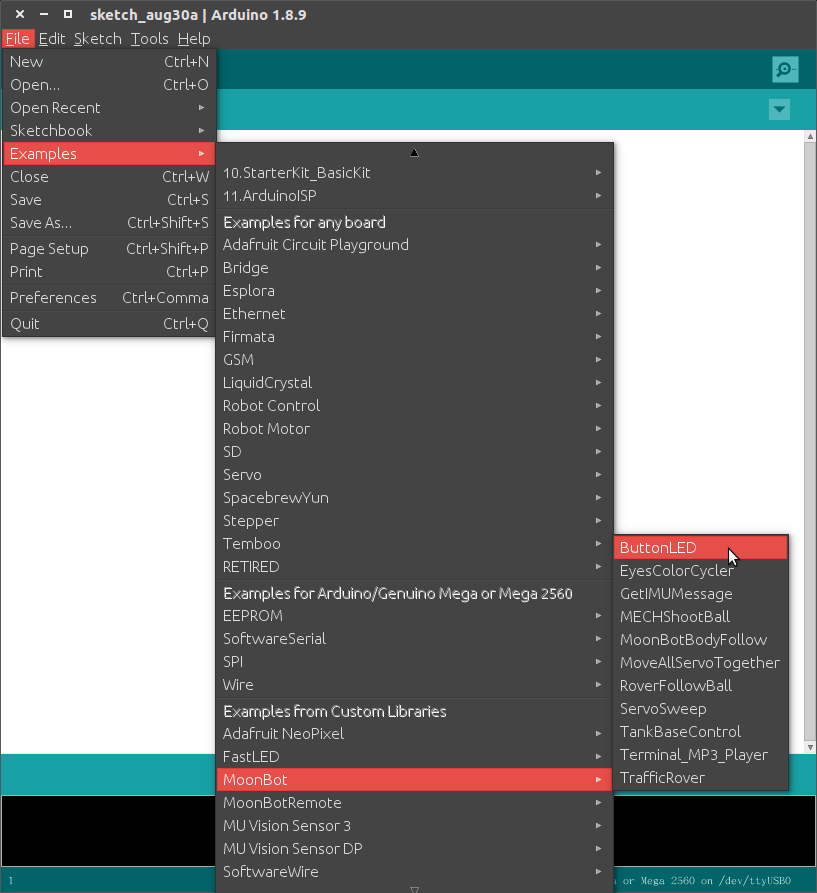 sketch_aug30a | Arduino 1.8.9
File Edit Sketch Tools Help
New Ctrl+N
Open... Ctrl+O
Open Recent
Sketchbook
Examples
Close Ctrl+W
Save Ctrl+S
Save As... Ctrl+Shift+S
Page Setup Ctrl+Shift+P
Print Ctrl+P
Preferences Ctrl+Comma
Quit Ctrl+Q
10.StarterKit_BasicKit
11.ArduinoISP
Examples for any board
Adafruit Circuit Playground
Bridge
Esplora
Ethernet
Firmata
GSM
LiquidCrystal
Robot Control
Robot Motor
SD
Servo
SpacebrewYun
Stepper
Temboo
RETIRED
Examples for Arduino/Genuino Mega or Mega 2560
EEPROM
SoftwareSerial
SPI
Wire
Examples from Custom Libraries
Adafruit NeoPixel
FastLED
MoonBot
MoonBotRemote
MU Vision Sensor 3
MU Vision Sensor DP
SoftwareWire
ButtonLED
EyesColorCycler
GetIMUMessage
MECHShootBall
MoonBotBodyFollow
MoveAllServoTogether
RoverFollowBall
ServoSweep
TankBaseControl
Terminal_MP3_Player
TrafficRover
1
or Mega 2560 on /dev/ttyUSB0